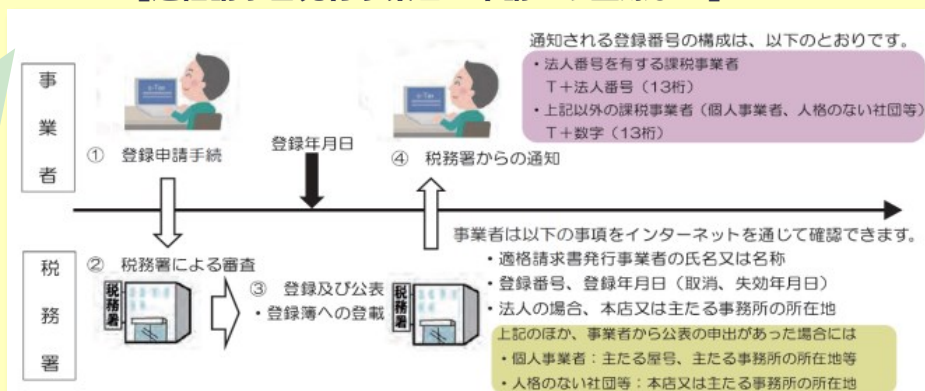 通知される登録番号の構成は、以下のとおりです。
・法人番号を有する課税事業者
T+法人番号（13桁）
・上記以外の課税事業者（個人事業者、人格のない社団等）
T+数字（13桁）
事業者
① 登録申請手続
登録年月日
④ 税務署からの通知
事業者は以下の事項をインターネットを通じて確認できます。
・適格請求書発行事業者の氏名又は名称
・登録番号、登録年月日（取消、失効年月日）
・法人の場合、本店又は主たる事務所の所在地
上記のほか、事業者から公表の申出があった場合には
・個人事業者：主たる屋号、主たる事務所の所在地等
・人格のない社団等：本店又は主たる事務所の所在地
税務署
② 税務署による審査
税務署
③ 登録及び公表
・登録簿への登載
税務署